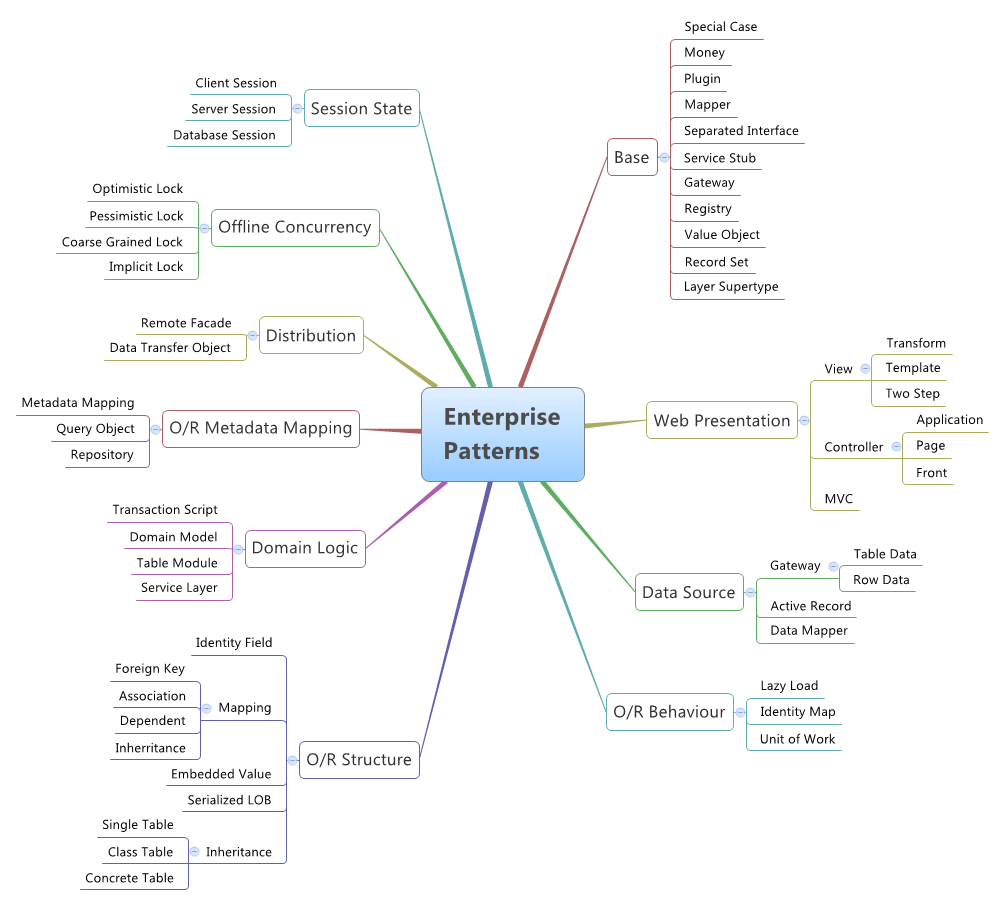 Enterprise
Patterns
Base
Special Case
Money
Plugin
Mapper
Separated Interface
Service Stub
Gateway
Registry
Value Object
Record Set
Layer Supertype
Web Presentation
View
Transform
Template
Two Step
Controller
Application
Page
Front
MVC
Data Source
Gateway
Table Data
Row Data
Active Record
Data Mapper
O/R Behaviour
Lazy Load
Identity Map
Unit of Work
Session State
Client Session
Server Session
Database Session
Offline Concurrency
Optimistic Lock
Pessimistic Lock
Coarse Grained Lock
Implicit Lock
Distribution
Remote Facade
Data Transfer Object
O/R Metadata Mapping
Metadata Mapping
Query Object
Repository
Domain Logic
Transaction Script
Domain Model
Table Module
Service Layer
O/R Structure
Identity Field
Mapping
Foreign Key
Association
Dependent
Inherritance
Embedded Value
Serialized LOB
Inheritance
Single Table
Class Table
Concrete Table